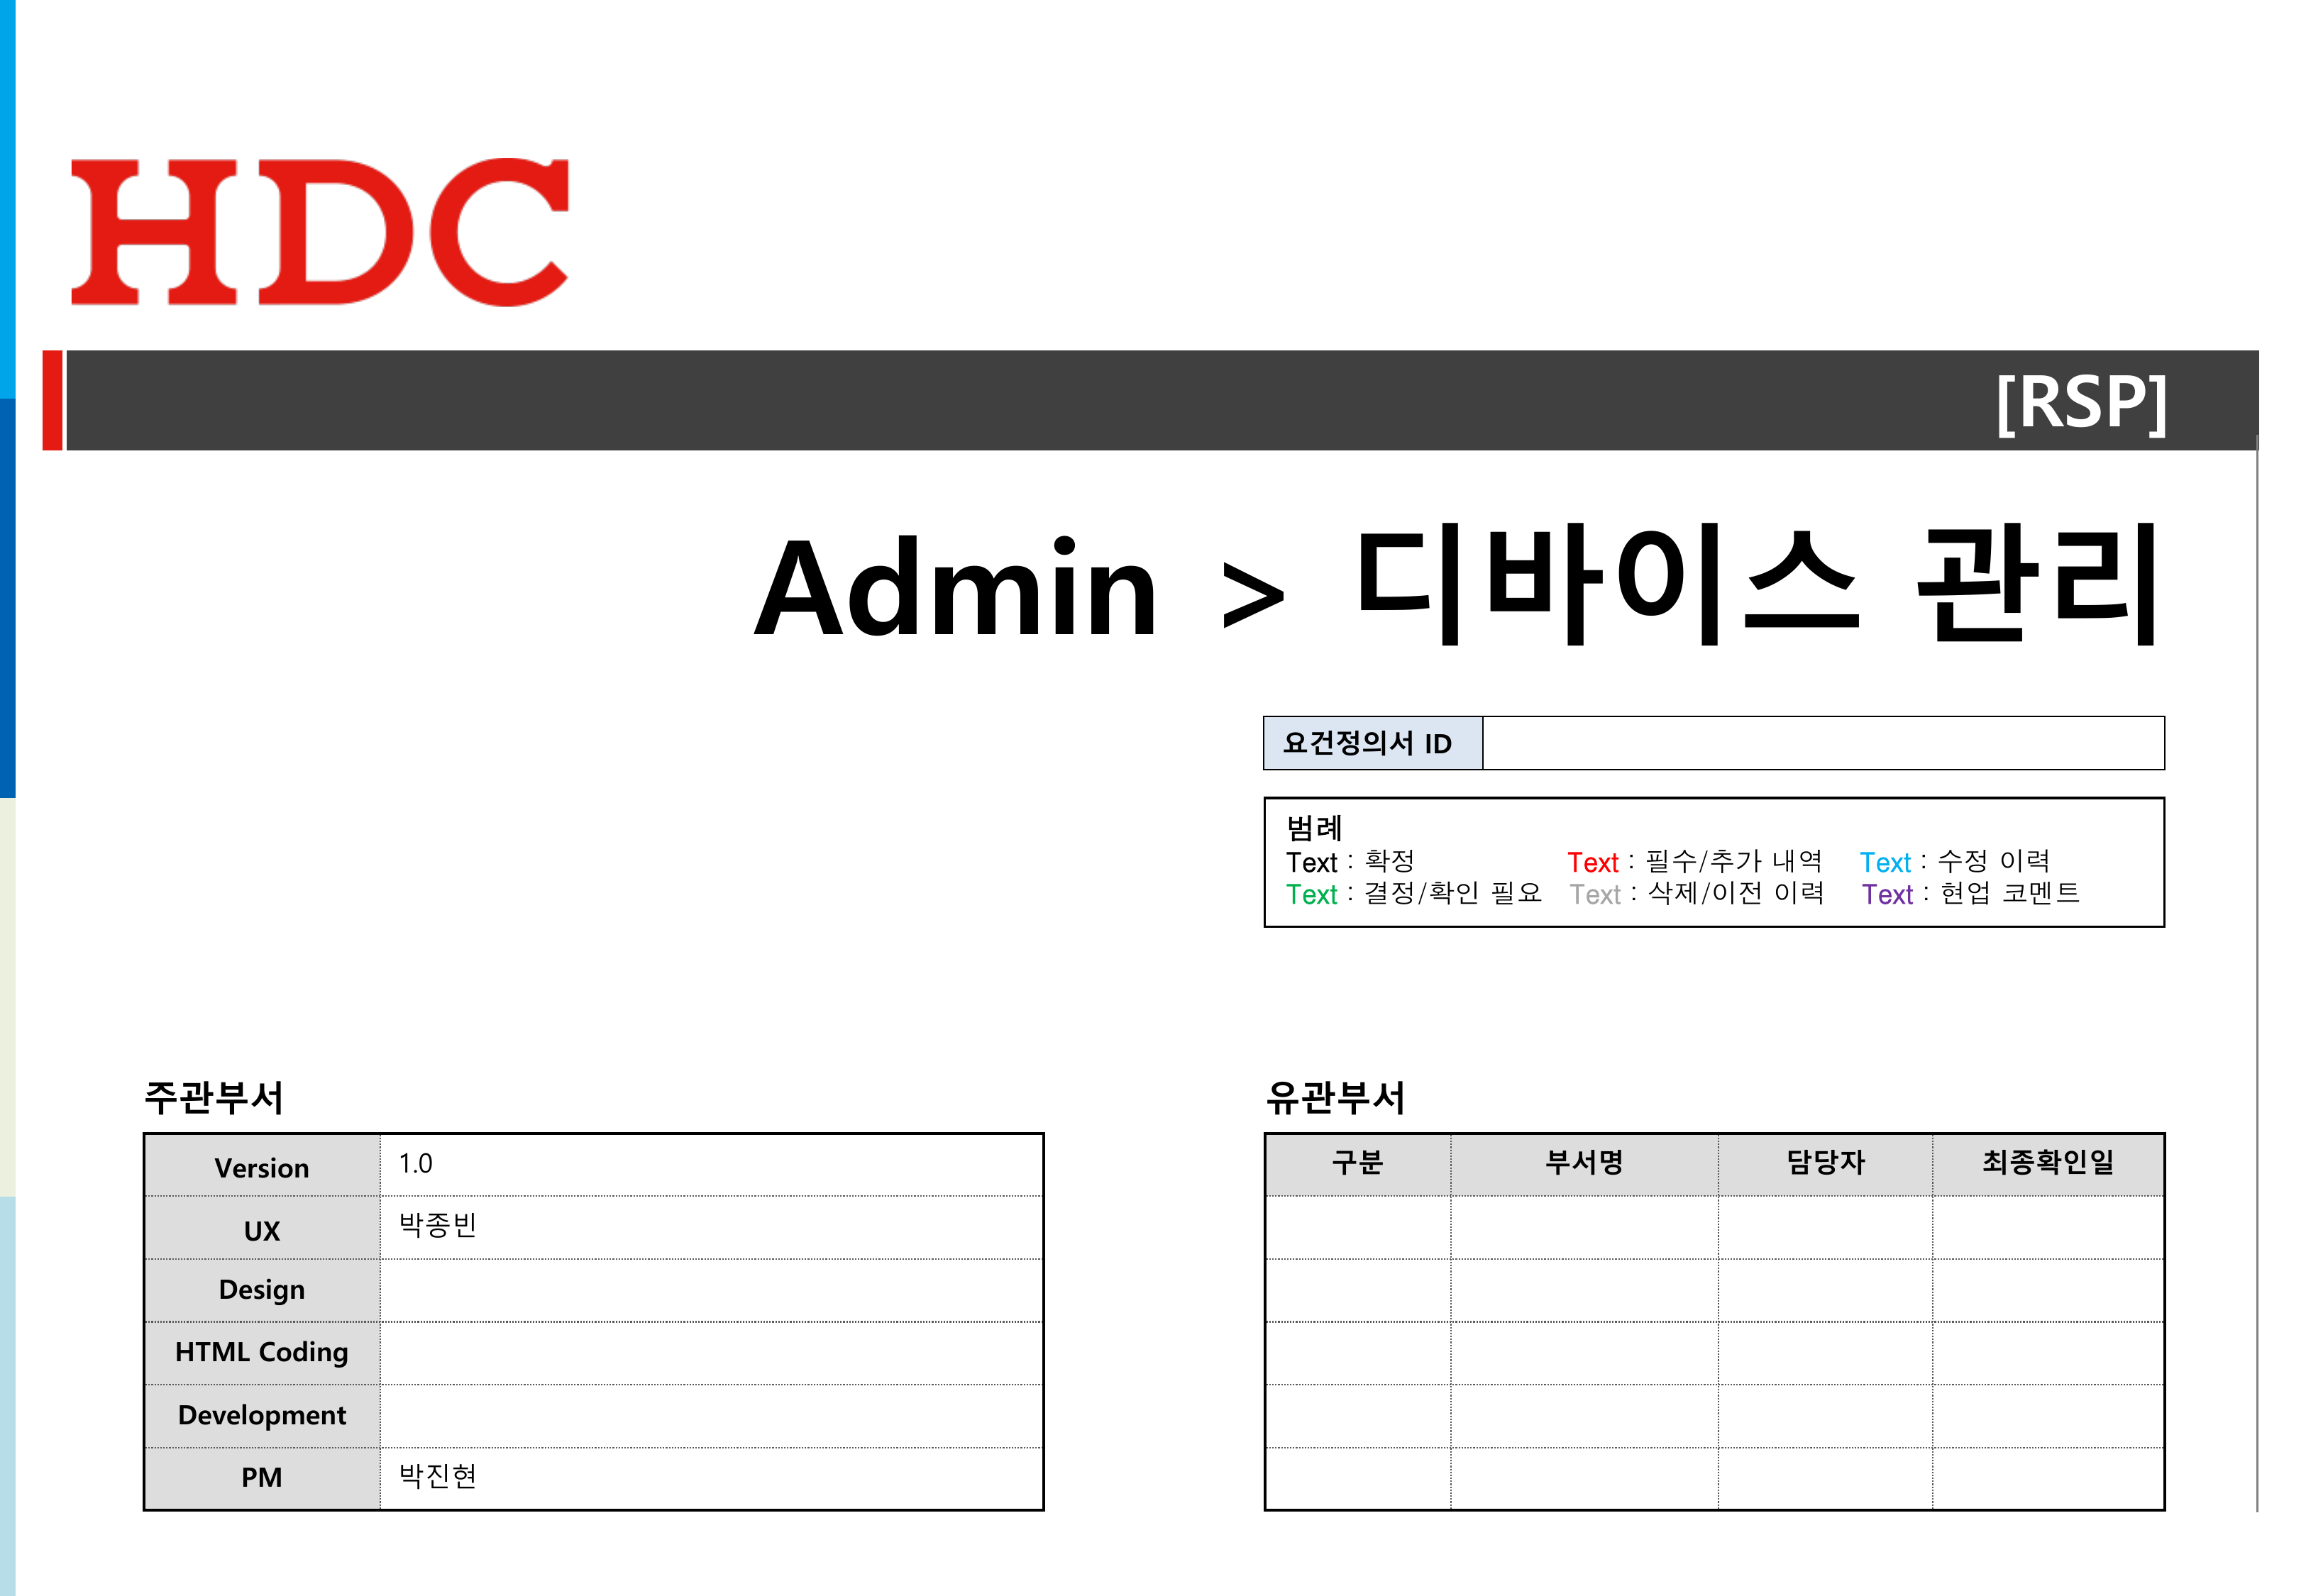 HDC
[RSP]
Admin > 디바이스 관리
요건정의서 ID
범례
Text : 확정 Text : 필수/추가 내역 Text : 수정 이력
Text : 결정/확인 필요 Text : 삭제/이전 이력 Text : 현업 코멘트
주관부서
Version 1.0
UX 박종빈
Design
HTML Coding
Development
PM 박진현
유관부서
구분 부서명 담당자 최종확인일